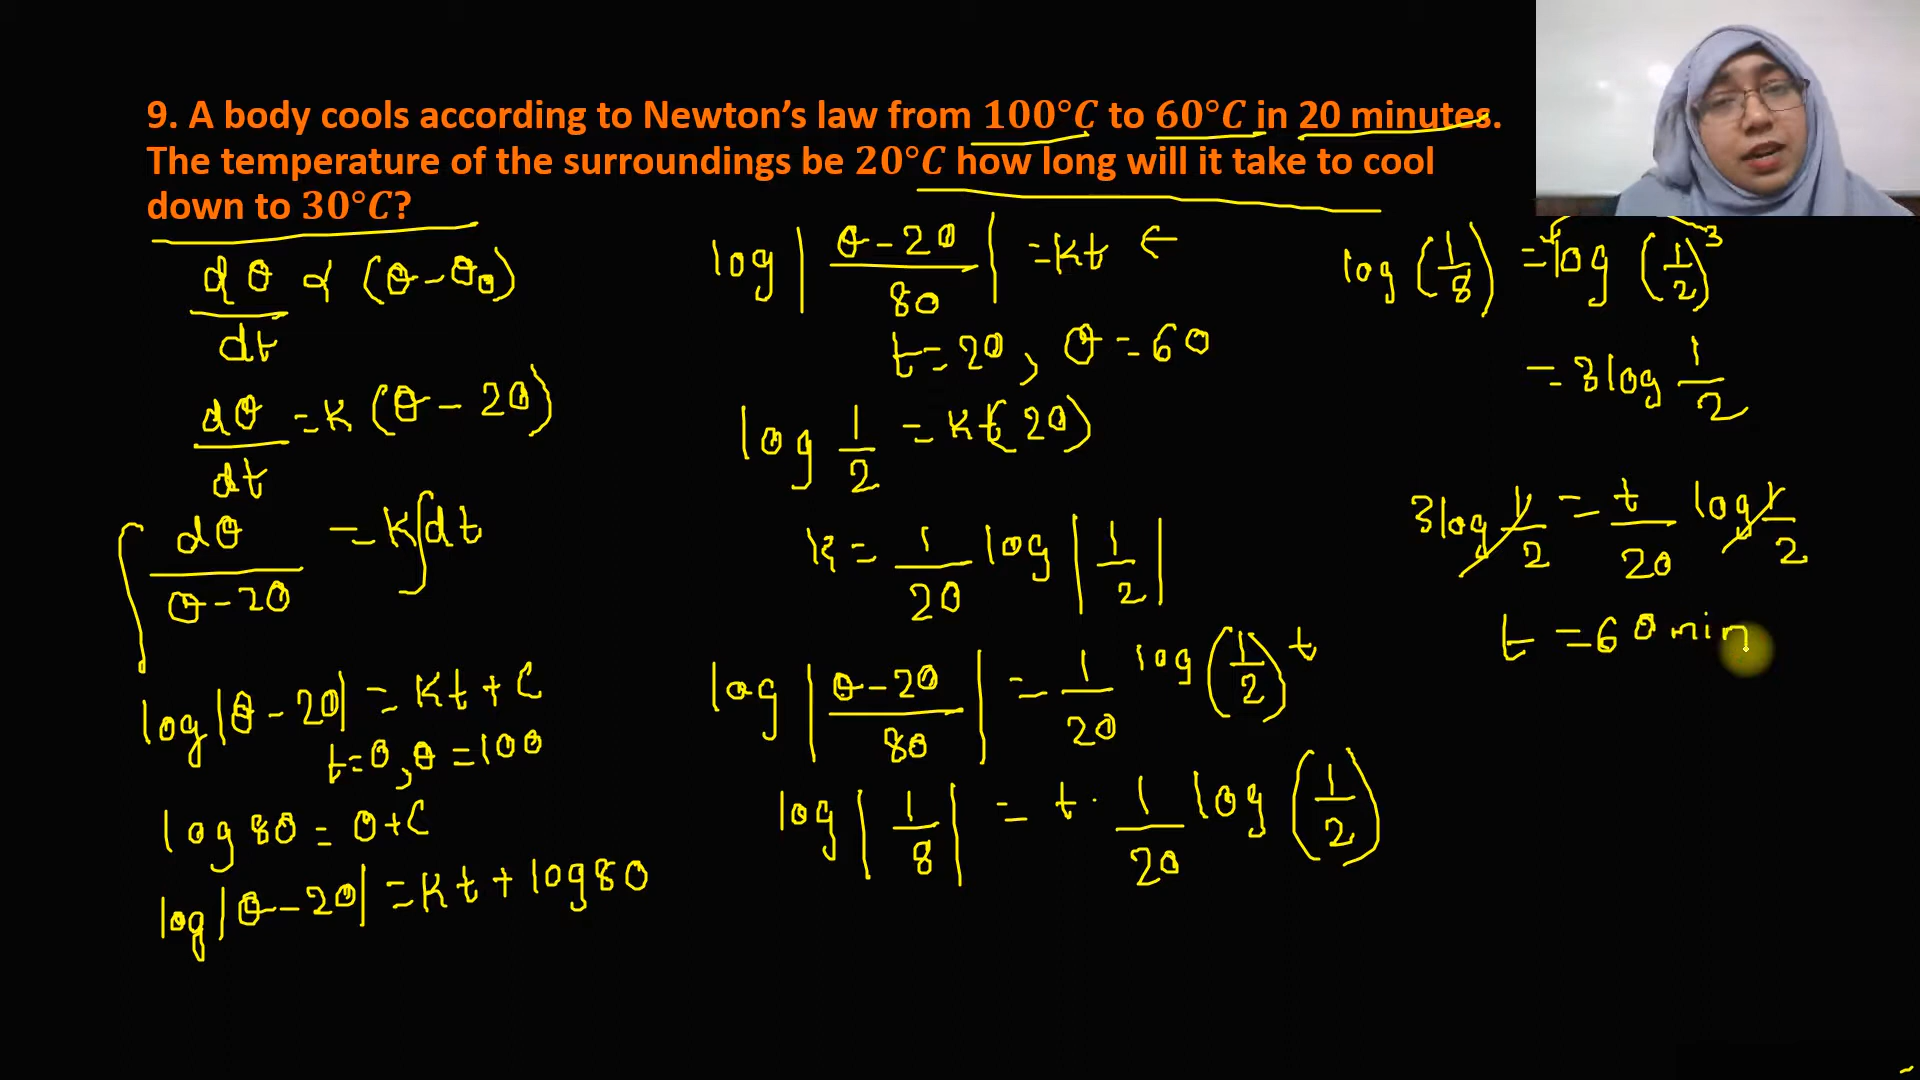 9. A body cools according to Newton's law from 100°C to 60°C in 20 minutes.
The temperature of the surroundings be 20°C how long will it take to cool
down to 30°C?
dθ/dt ∝ (θ-θ0)
dθ/dt = K (θ - 20)
∫ dθ/(θ-20) = K∫dt
log|θ-20| = Kt+C
t=0, θ=100
log 80 = 0+C
log|θ-20| = Kt + log80
log |(θ-20)/80| = Kt ←
t=20, θ=60
log 1/2 = Kt(20)
K = 1/20 log |1/2|
log |(θ-20)/80| = 1/20 log (1/2) t
log |1/8| = t · 1/20 log (1/2)
log (1/8) = log (1/2)^3
= 3 log 1/2
3 log 1/2 = t/20 log 1/2
t = 60 min